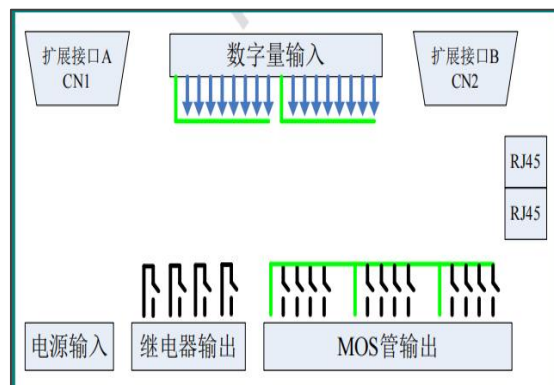 扩展接口A
CN1
数字量输入
扩展接口B
CN2
RJ45
RJ45
电源输入
继电器输出
MOS管输出